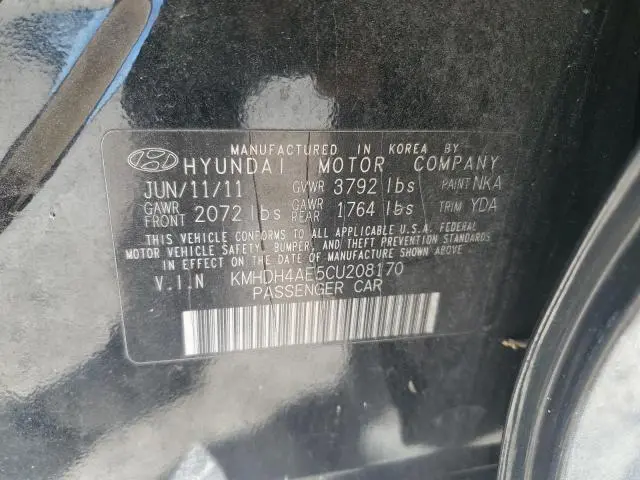 MANUFACTURED IN KOREA BY
HYUNDAI MOTOR COMPANY
JUN/11/11 GVWR 3792 lbs PAINT NKA
GAWR FRONT 2072 lbs GAWR REAR 1764 lbs TRIM YDA
THIS VEHICLE CONFORMS TO ALL APPLICABLE U.S.A. FEDERAL
MOTOR VEHICLE SAFETY, BUMPER, AND THEFT PREVENTION STANDARDS
IN EFFECT ON THE DATE OF MANUFACTURE SHOWN ABOVE
V.I.N KMHDH4AE5CU208170
PASSENGER CAR